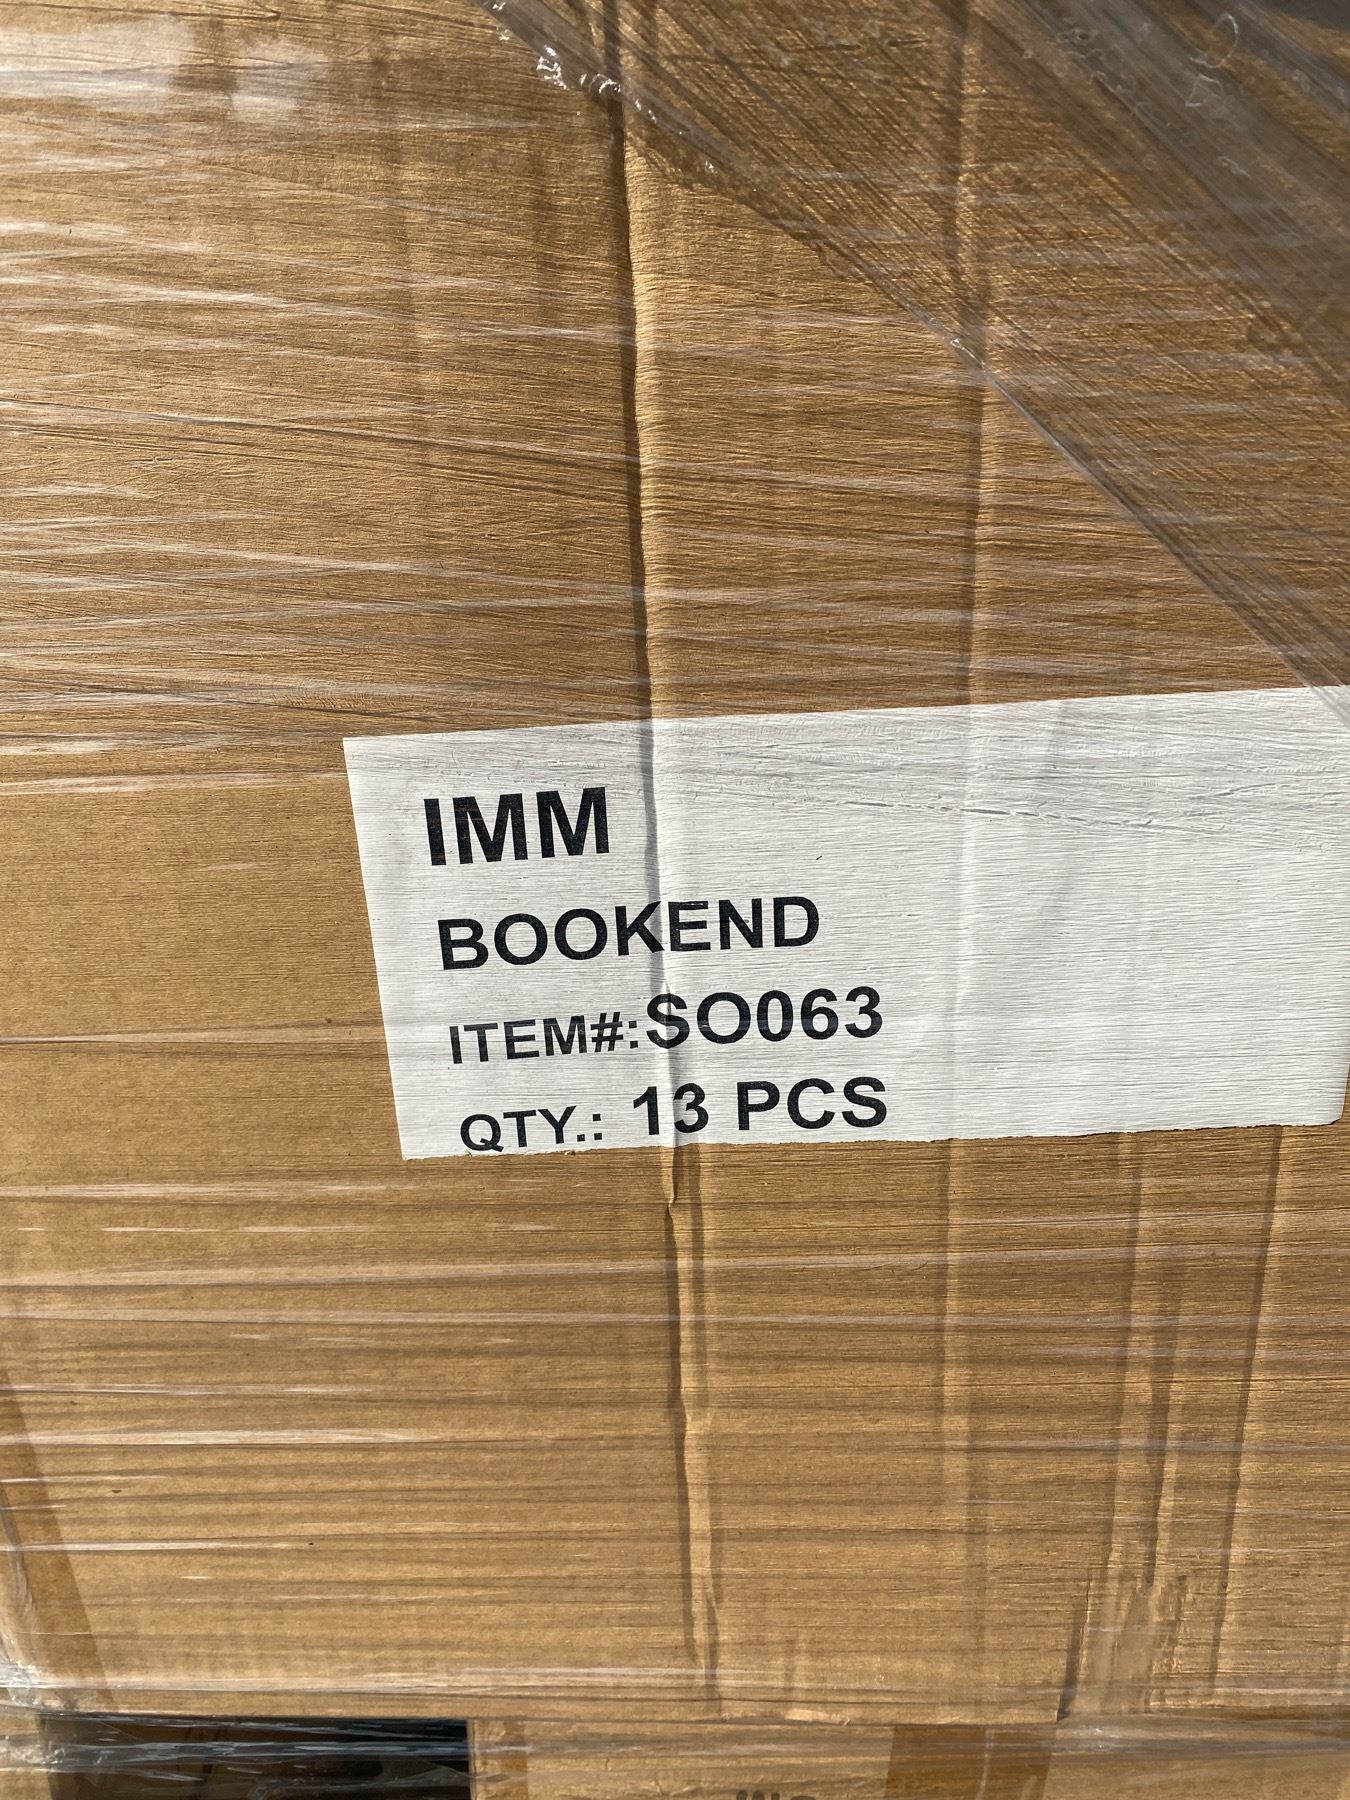 IMM
BOOKEND
ITEM#:SO063
QTY.: 13 PCS